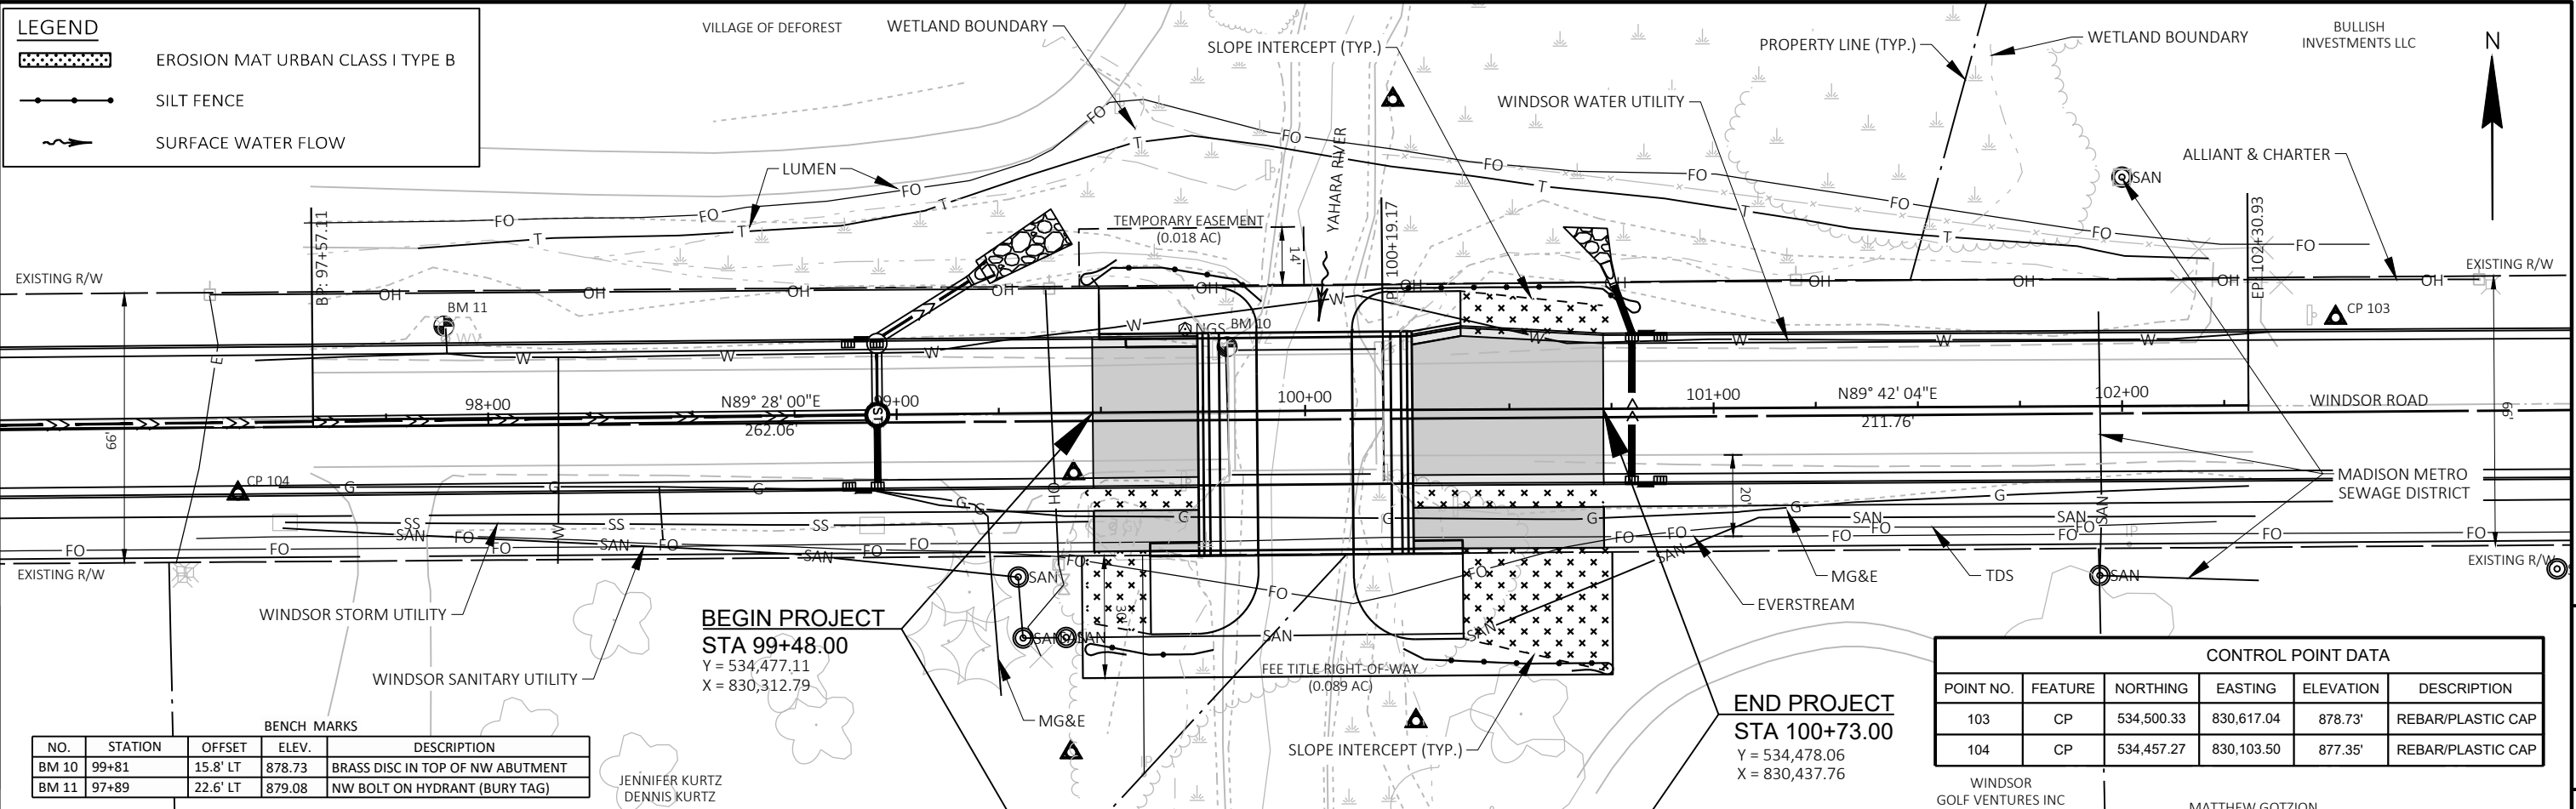 LEGEND
EROSION MAT URBAN CLASS I TYPE B
SILT FENCE
SURFACE WATER FLOW
VILLAGE OF DEFOREST
WETLAND BOUNDARY
SLOPE INTERCEPT (TYP.)
WINDSOR WATER UTILITY
PROPERTY LINE (TYP.)
WETLAND BOUNDARY
BULLISH
INVESTMENTS LLC
N
ALLIANT & CHARTER
LUMEN
YAHARA RIVER
TEMPORARY EASEMENT
(0.018 AC)
14'
BP: 97+57.11
PI: 100+19.17
EP: 102+30.93
EXISTING R/W
EXISTING R/W
BM 11
NGS
BM 10
CP 103
SAN
98+00
N89° 28' 00"E
262.06'
99+00
ST
100+00
101+00
N89° 42' 04"E
211.76'
102+00
WINDSOR ROAD
66'
66'
20'
30'
CP 104
MADISON METRO
SEWAGE DISTRICT
EXISTING R/W
EXISTING R/W
WINDSOR STORM UTILITY
WINDSOR SANITARY UTILITY
MG&E
TDS
EVERSTREAM
BEGIN PROJECT
STA 99+48.00
Y = 534,477.11
X = 830,312.79
MG&E
FEE TITLE RIGHT-OF-WAY
(0.089 AC)
SLOPE INTERCEPT (TYP.)
END PROJECT
STA 100+73.00
Y = 534,478.06
X = 830,437.76
BENCH MARKS
NO. STATION OFFSET ELEV. DESCRIPTION
BM 10 99+81 15.8' LT 878.73 BRASS DISC IN TOP OF NW ABUTMENT
BM 11 97+89 22.6' LT 879.08 NW BOLT ON HYDRANT (BURY TAG)
JENNIFER KURTZ
DENNIS KURTZ
CONTROL POINT DATA
POINT NO. FEATURE NORTHING EASTING ELEVATION DESCRIPTION
103 CP 534,500.33 830,617.04 878.73' REBAR/PLASTIC CAP
104 CP 534,457.27 830,103.50 877.35' REBAR/PLASTIC CAP
WINDSOR
GOLF VENTURES INC
MATTHEW GOTZION